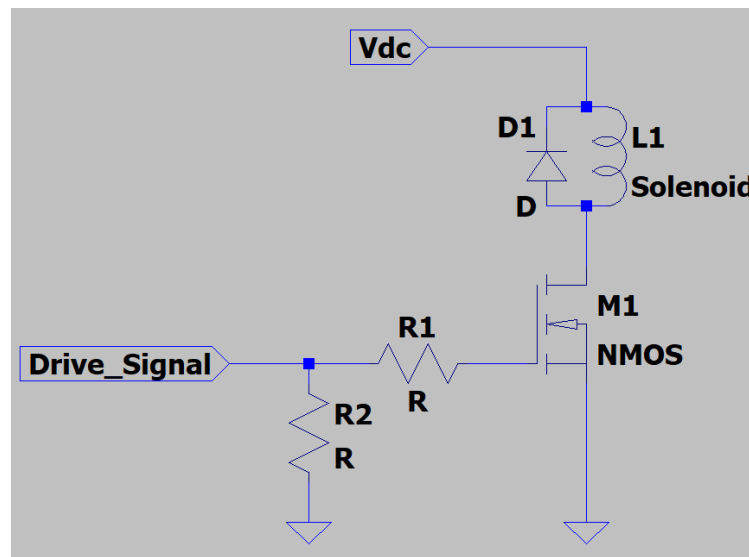 Vdc
D1
L1
D
Solenoid
M1
NMOS
R1
R
Drive_Signal
R2
R